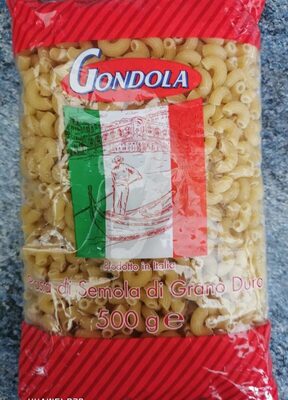 GONDOLA
Prodotto in Italia
Pasta di Semola di Grano Duro
500 g e